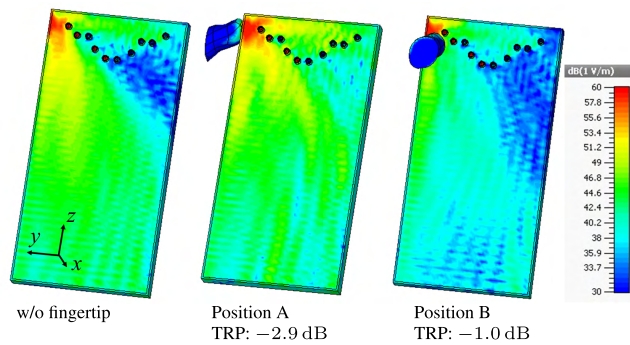 dB(1 V/m)
60
57.8
55.6
53.4
51.2
49
46.8
44.6
42.4
40.2
38
35.9
33.7
30
z
y
x
w/o fingertip
Position A
TRP: −2.9 dB
Position B
TRP: −1.0 dB